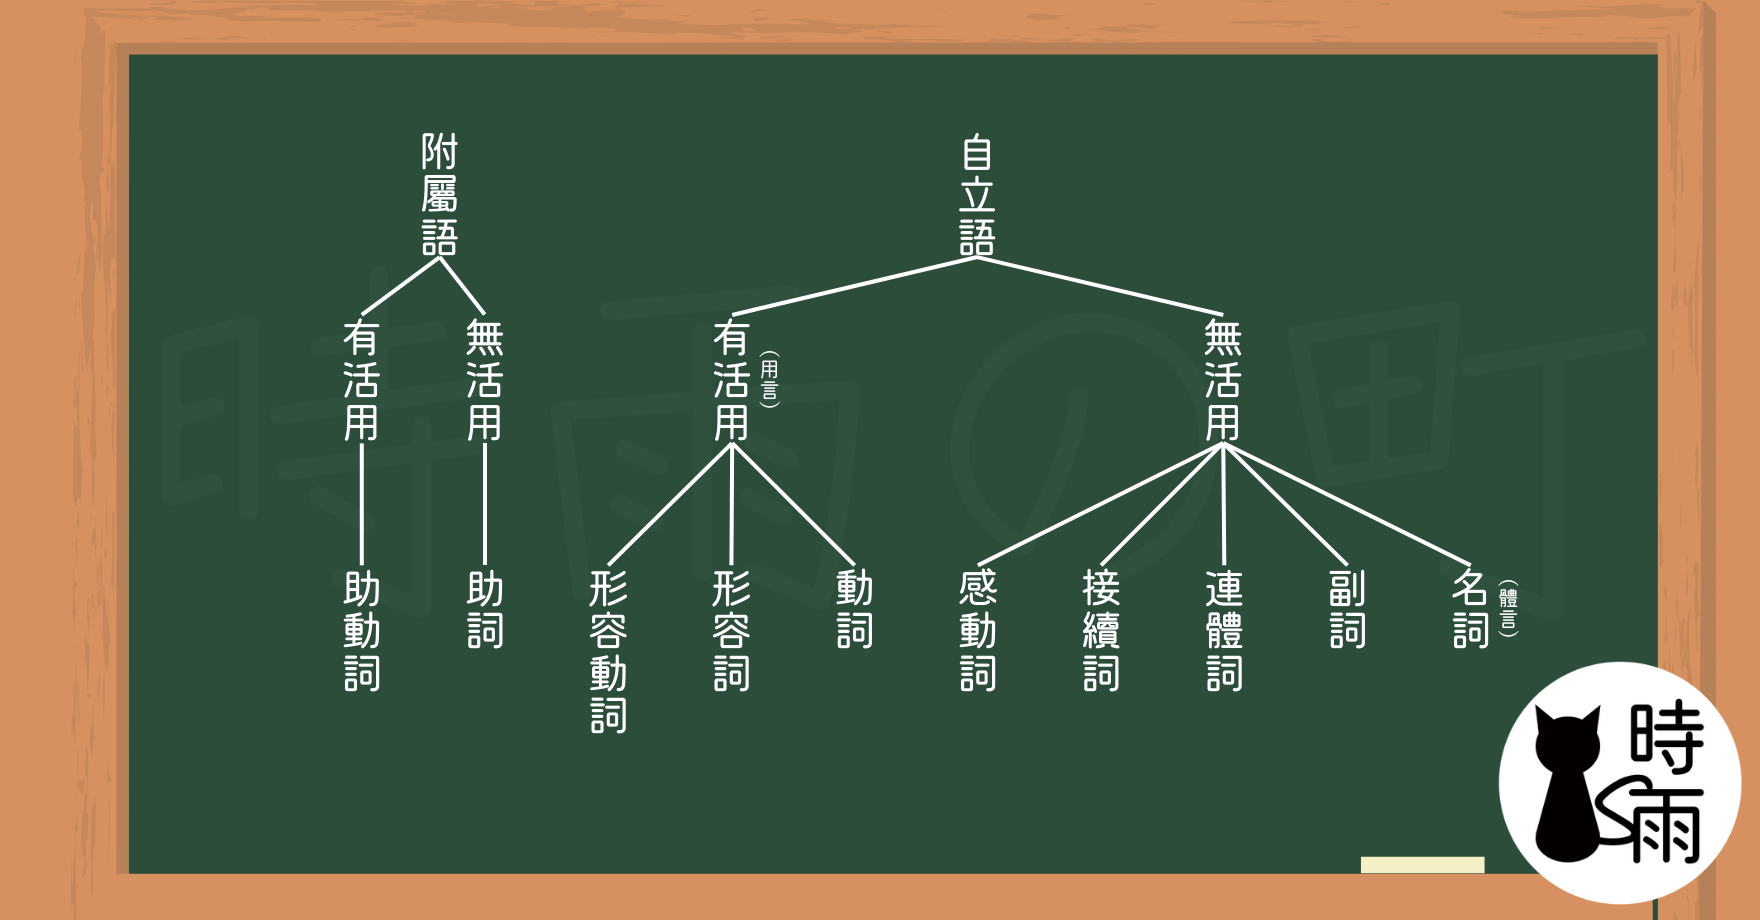 自立語
無活用
名詞
（體言）
副詞
連體詞
接續詞
感動詞
有活用
（用言）
動詞
形容詞
形容動詞
附屬語
無活用
助詞
有活用
助動詞
時雨の町
時雨